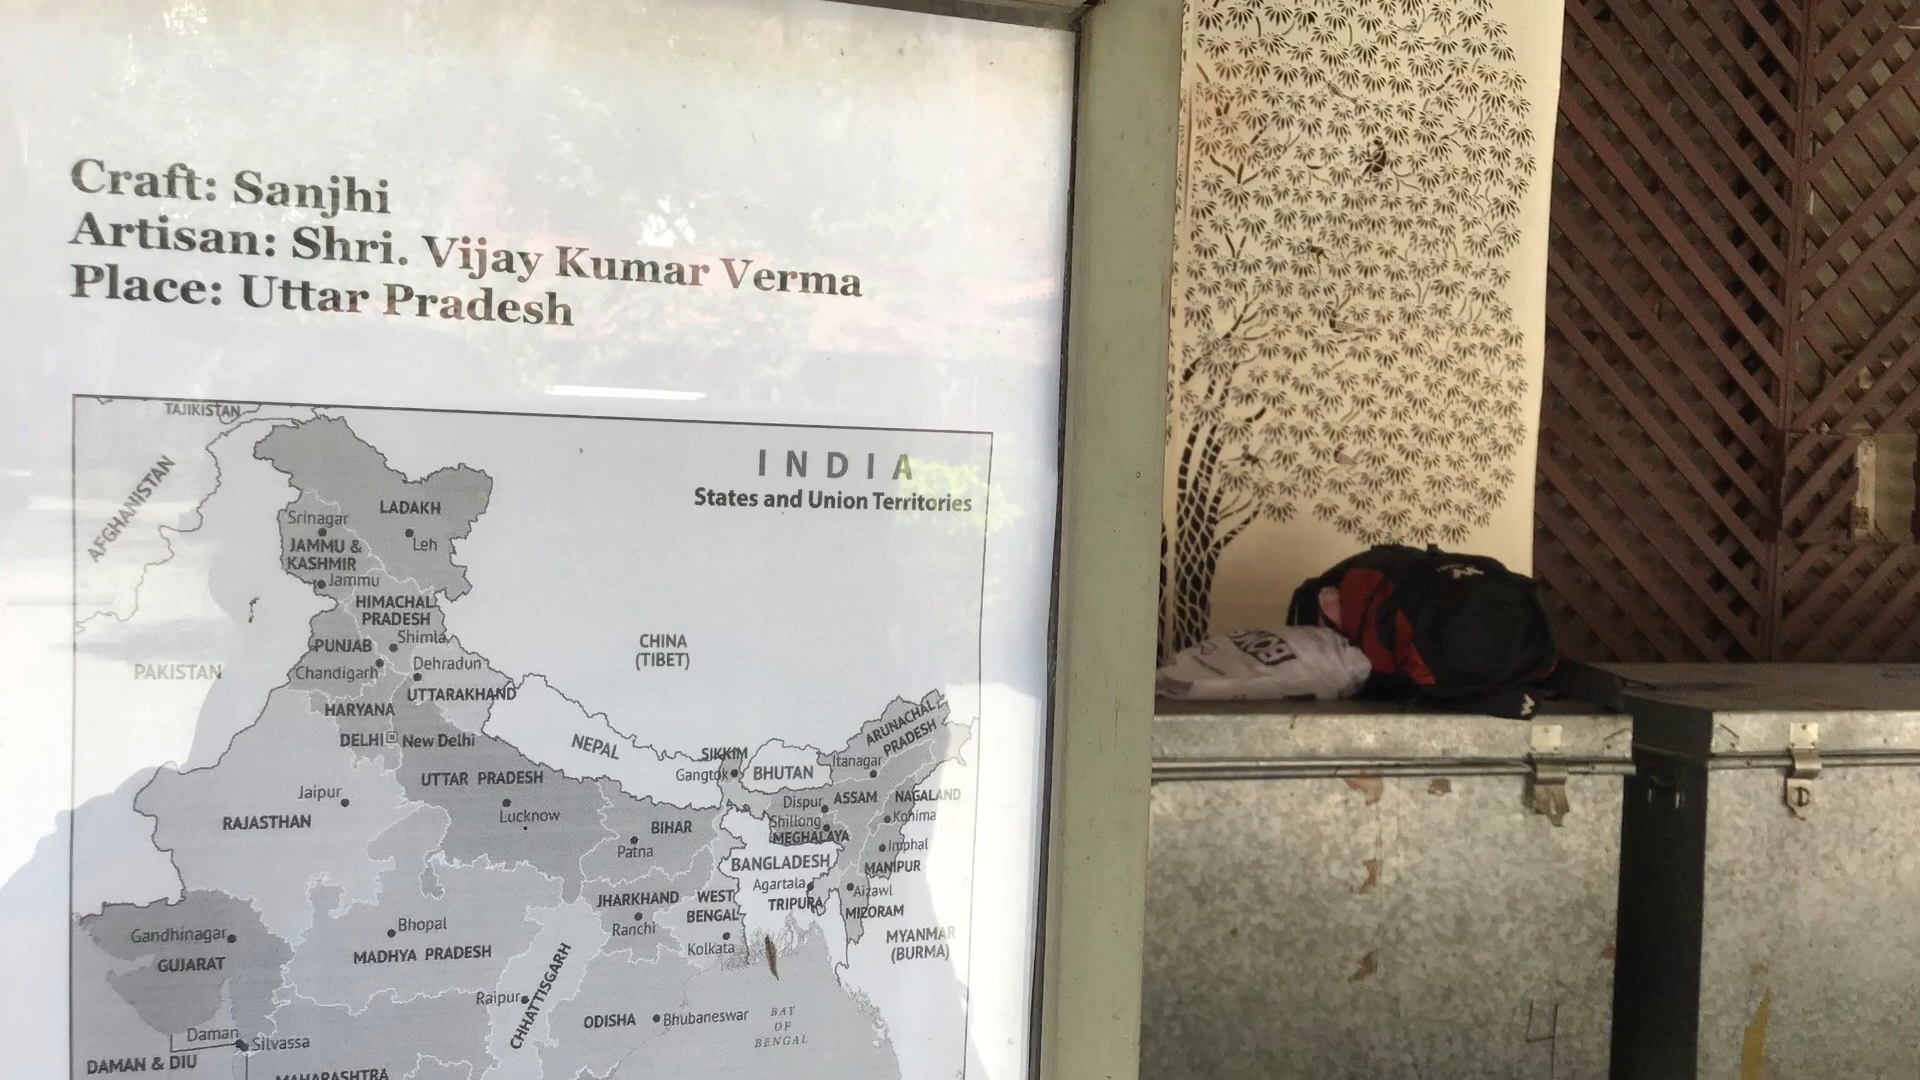 Craft: Sanjhi
Artisan: Shri. Vijay Kumar Verma
Place: Uttar Pradesh
INDIA
States and Union Territories
TAJIKISTAN
AFGHANISTAN
PAKISTAN
LADAKH
Srinagar
Leh
JAMMU &
KASHMIR
Jammu
HIMACHAL
PRADESH
Shimla
PUNJAB
Chandigarh
Dehradun
UTTARAKHAND
HARYANA
DELHI
New Delhi
CHINA
(TIBET)
NEPAL
SIKKIM
Gangtok
BHUTAN
ARUNACHAL
PRADESH
Itanagar
UTTAR PRADESH
Lucknow
Jaipur
RAJASTHAN
BIHAR
Patna
Dispur
ASSAM
NAGALAND
Shillong
Kohima
MEGHALAYA
Imphal
MANIPUR
BANGLADESH
Agartala
TRIPURA
Aizawl
MIZORAM
JHARKHAND
Ranchi
WEST
BENGAL
Kolkata
MYANMAR
(BURMA)
Gandhinagar
GUJARAT
Bhopal
MADHYA PRADESH
Raipur
CHHATTISGARH
ODISHA
Bhubaneswar
BAY
OF
BENGAL
Daman
Silvassa
DAMAN & DIU
MAHARASHTRA
4